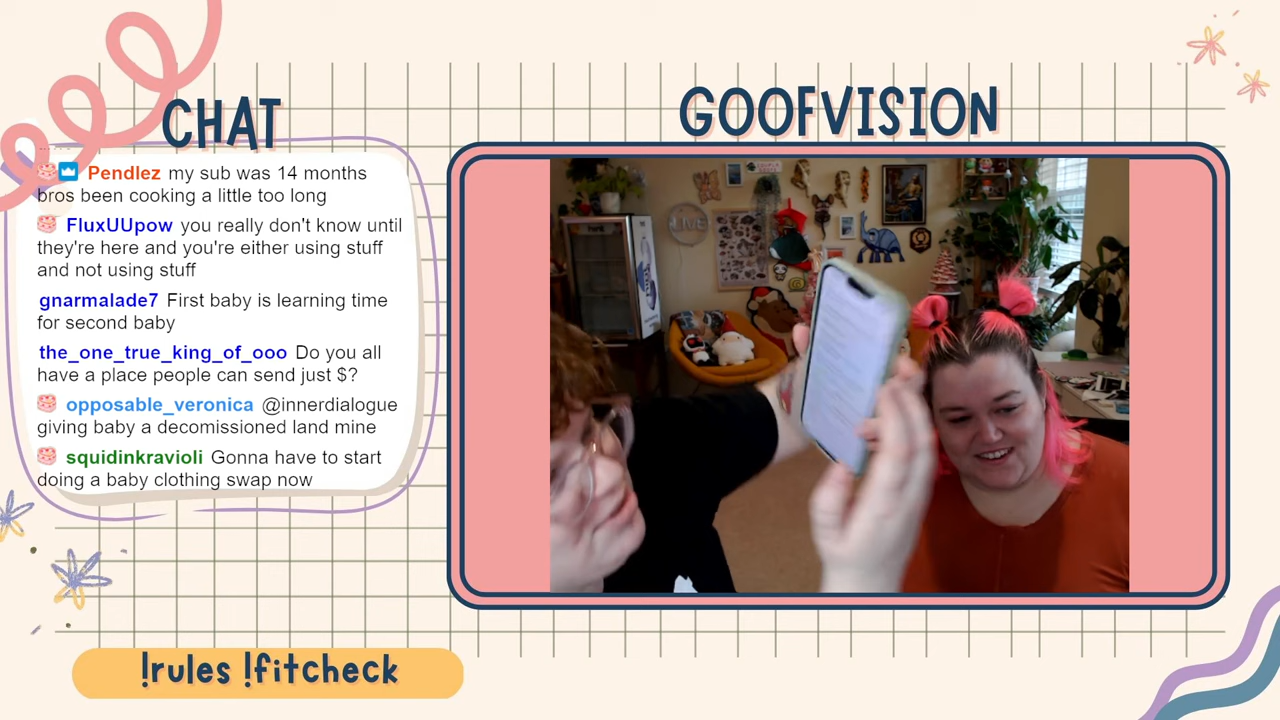 CHAT
GOOFVISION
Pendlez my sub was 14 months
bros been cooking a little too long
FluxUUpow you really don't know until
they're here and you're either using stuff
and not using stuff
gnarmalade7 First baby is learning time
for second baby
the_one_true_king_of_ooo Do you all
have a place people can send just $?
opposable_veronica @innerdialogue
giving baby a decomissioned land mine
squidinkravioli Gonna have to start
doing a baby clothing swap now
LIVE
!rules !fitcheck